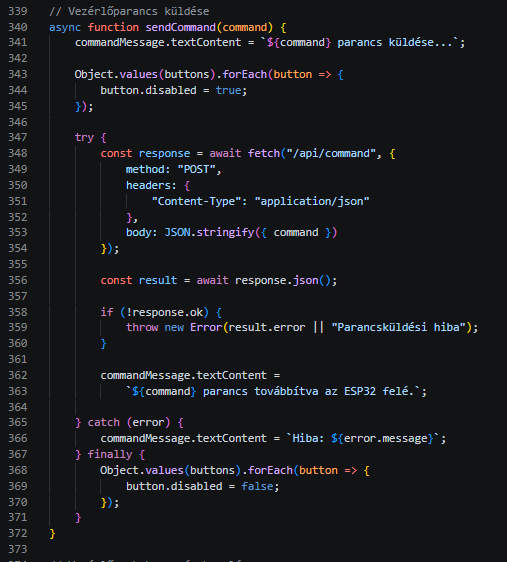 339 // Vezérlőparancs küldése
340 async function sendCommand(command) {
341     commandMessage.textContent = `${command} parancs küldése...`;
342
343     Object.values(buttons).forEach(button => {
344         button.disabled = true;
345     });
346
347     try {
348         const response = await fetch("/api/command", {
349             method: "POST",
350             headers: {
351                 "Content-Type": "application/json"
352             },
353             body: JSON.stringify({ command })
354         });
355
356         const result = await response.json();
357
358         if (!response.ok) {
359             throw new Error(result.error || "Parancsküldési hiba");
360         }
361
362         commandMessage.textContent =
363             `${command} parancs továbbítva az ESP32 felé.`;
364
365     } catch (error) {
366         commandMessage.textContent = `Hiba: ${error.message}`;
367     } finally {
368         Object.values(buttons).forEach(button => {
369             button.disabled = false;
370         });
371     }
372 }
373